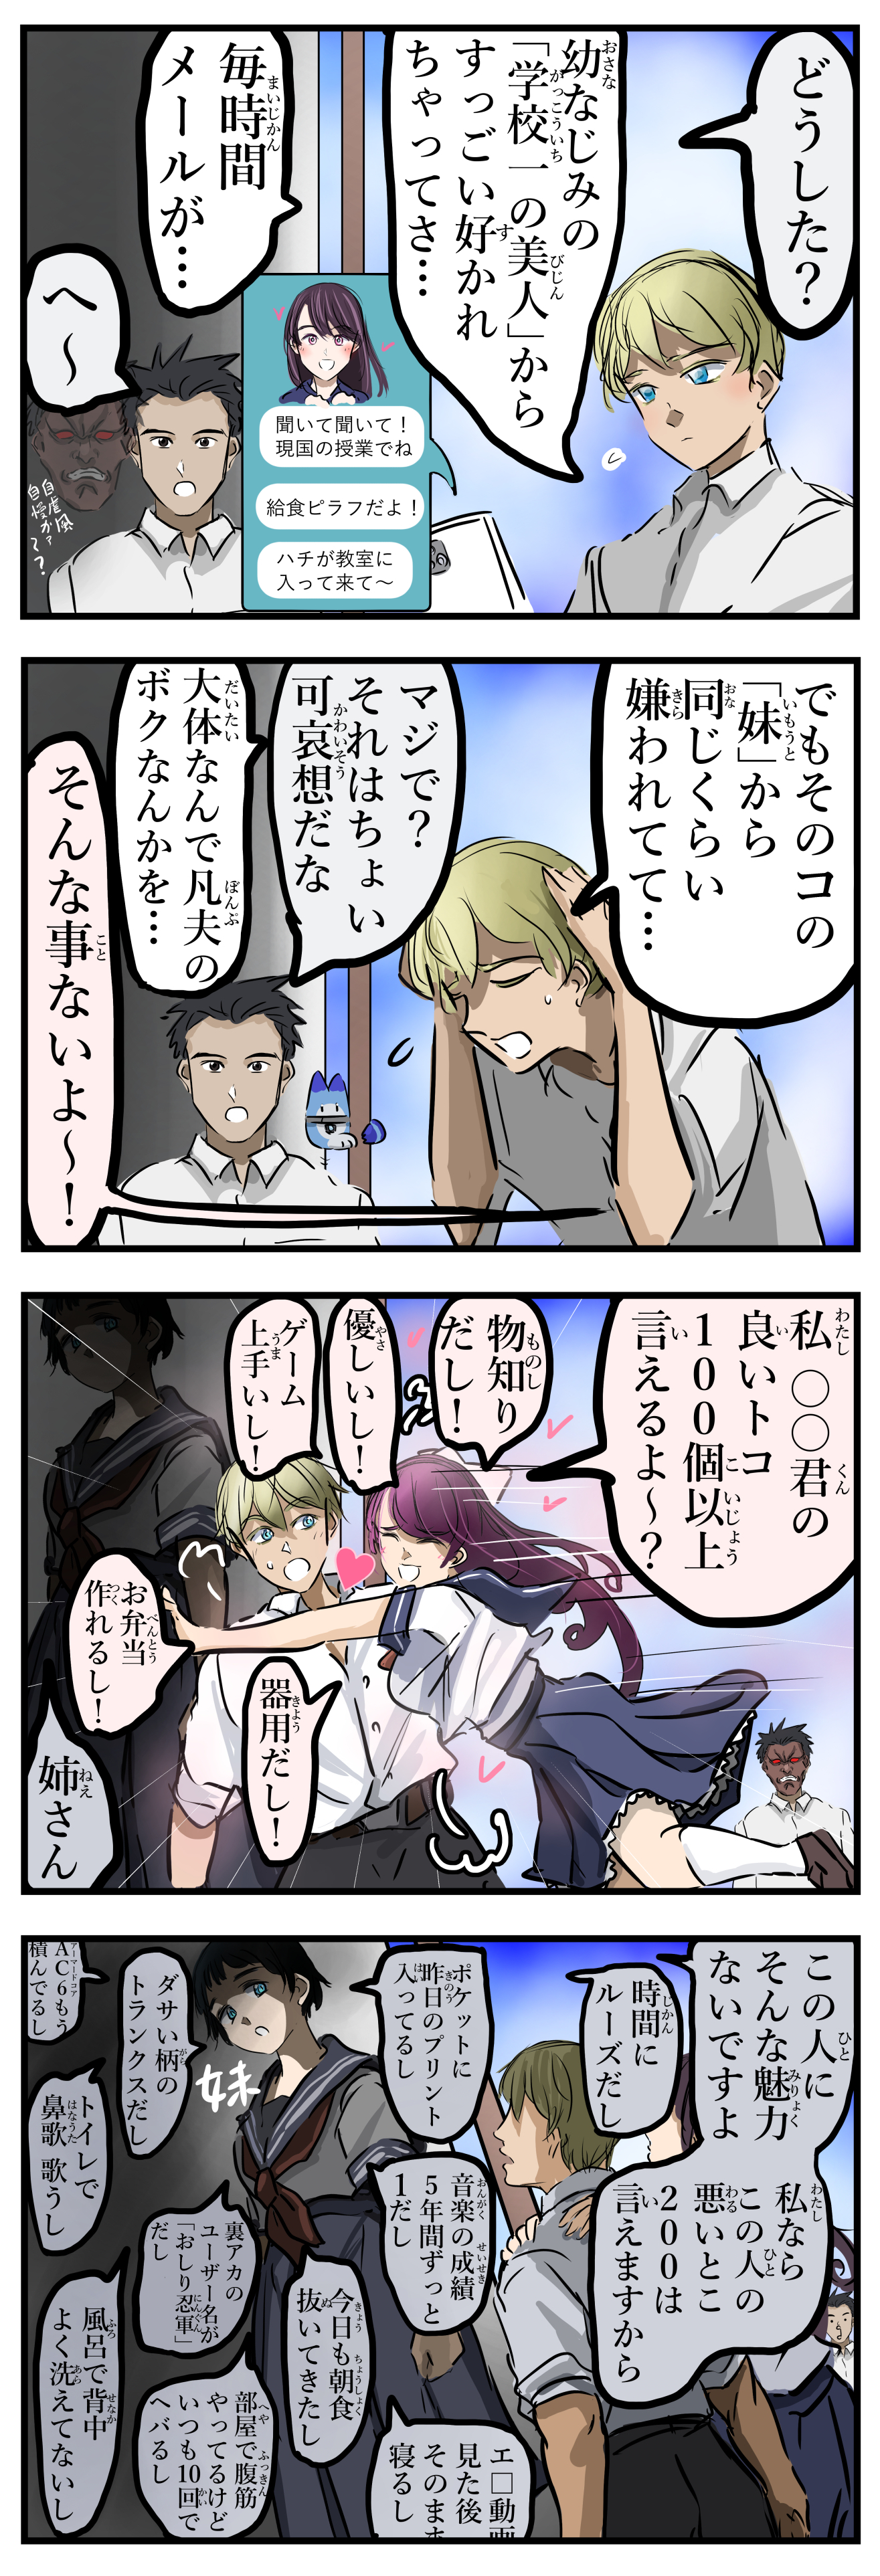 どうした？
幼なじみの
「学校一の美人」から
すっごい好かれ
ちゃってさ…
毎時間
メールが…
へ〜
聞いて聞いて！
現国の授業でね
給食ピラフだよ！
ハチが教室に
入って来て〜
自虐風
自慢かァ〜？
でもそのコの
「妹」から
同じくらい
嫌われてて…
マジで？
それはちょい
可哀想だな
大体なんで凡夫の
ボクなんかを…
そんな事ないよ〜！
私 〇〇君の
良いトコ
100個以上
言えるよ〜？
物知り
だし！
優しいし！
ゲーム
上手いし！
お弁当
作れるし！
器用だし！
姉さん
この人に
そんな魅力
ないですよ
私なら
この人の
悪いとこ
200は
言えますから
時間に
ルーズだし
ポケットに
昨日のプリント
入ってるし
音楽の成績
5年間ずっと
1だし
妹
ダサい柄の
トランクスだし
AC6もう
積んでるし
トイレで
鼻歌 歌うし
裏アカの
ユーザー名が
「おしり忍軍」
だし
今日も朝食
抜いてきたし
エ□動画
見た後
そのまま
寝るし
部屋で腹筋
やってるけど
いつも10回で
ヘバるし
風呂で背中
よく洗えてないし